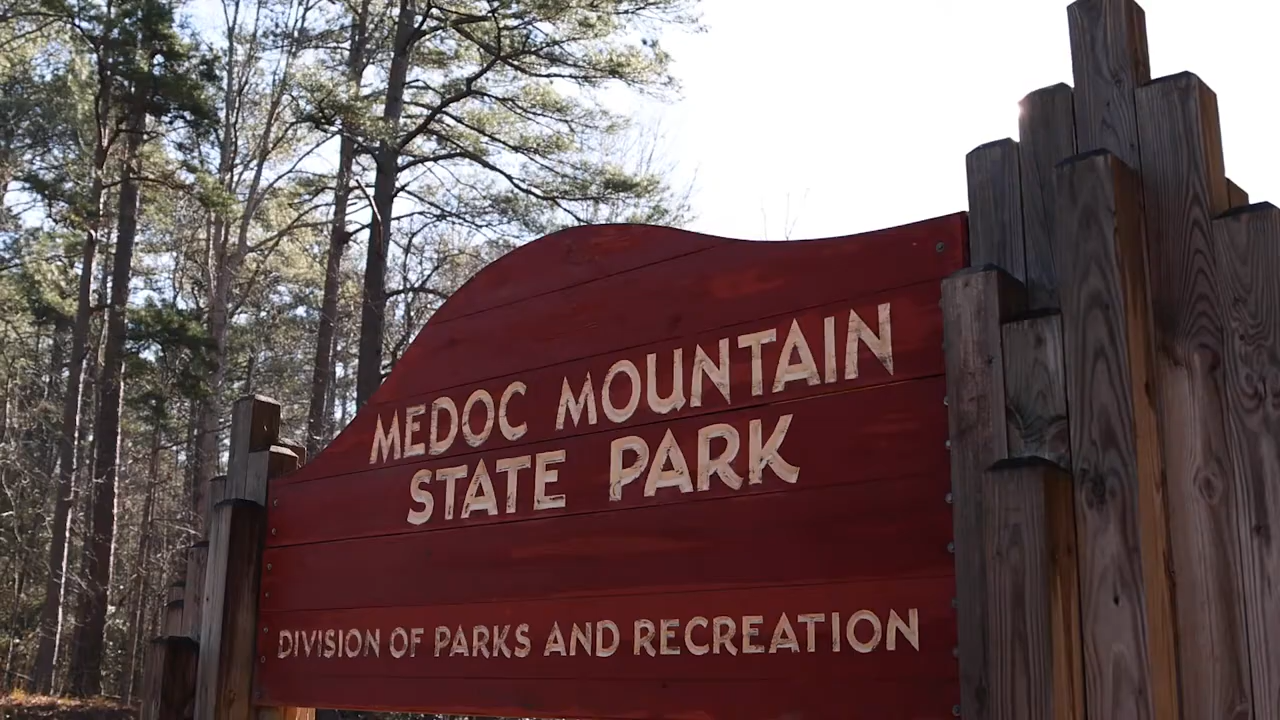 MEDOC MOUNTAIN
STATE PARK
DIVISION OF PARKS AND RECREATION